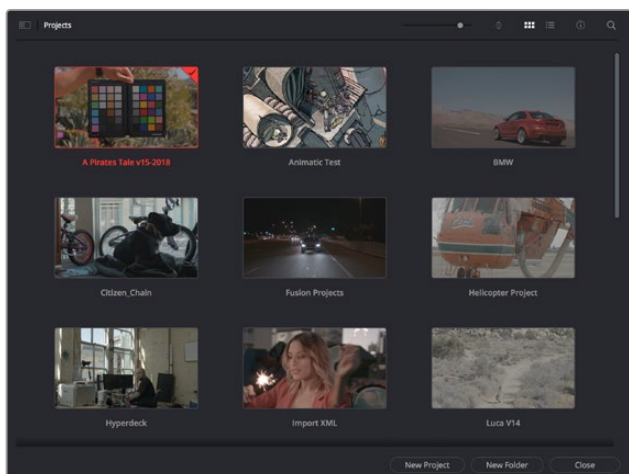 Projects
A Pirates Tale v15-2018
Animatic Test
BMW
Citizen_Chain
Fusion Projects
Helicopter Project
Hyperdeck
Import XML
Luca V14
New Project
New Folder
Close